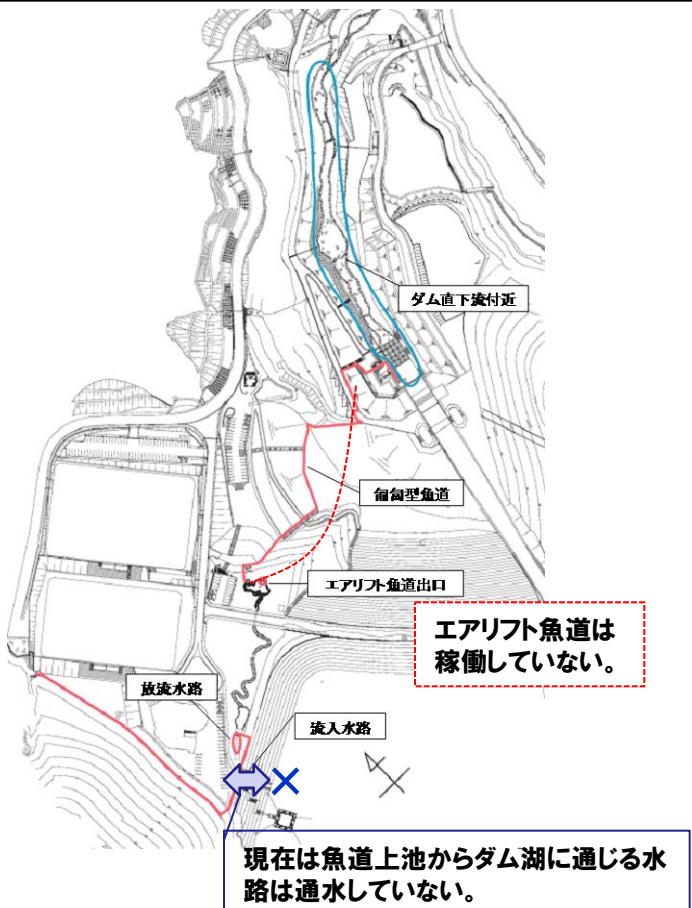 ダム直下流付近
匍匐型魚道
エアリフト魚道出口
エアリフト魚道は
稼働していない。
放流水路
流入水路
現在は魚道上池からダム湖に通じる水
路は通水していない。